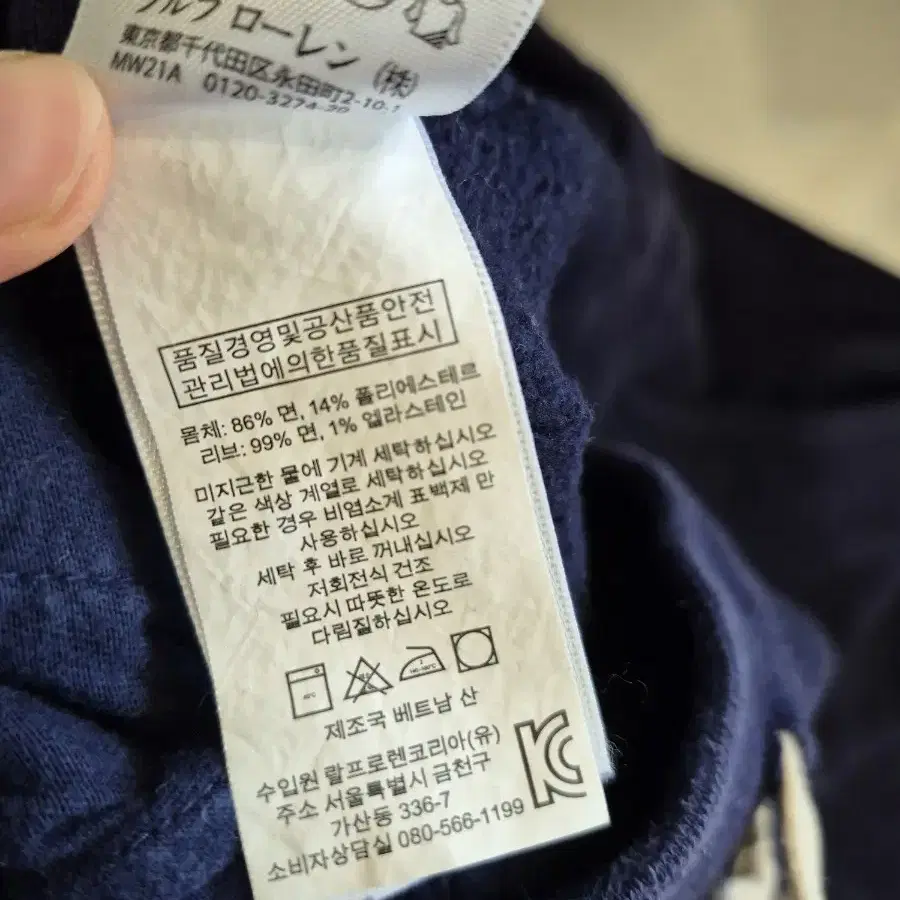 ラルフ ローレン (株)
東京都千代田区永田町2-10-1
MW21A 0120-3274-20
품질경영및공산품안전
관리법에의한품질표시
몸체: 86% 면, 14% 폴리에스테르
리브: 99% 면, 1% 엘라스테인
미지근한 물에 기계 세탁하십시오
같은 색상 계열로 세탁하십시오
필요한 경우 비염소계 표백제 만
사용하십시오
세탁 후 바로 꺼내십시오
저회전식 건조
필요시 따뜻한 온도로
다림질하십시오
제조국 베트남 산
수입원 랄프로렌코리아(유)
주소 서울특별시 금천구
가산동 336-7
소비자상담실 080-566-1199